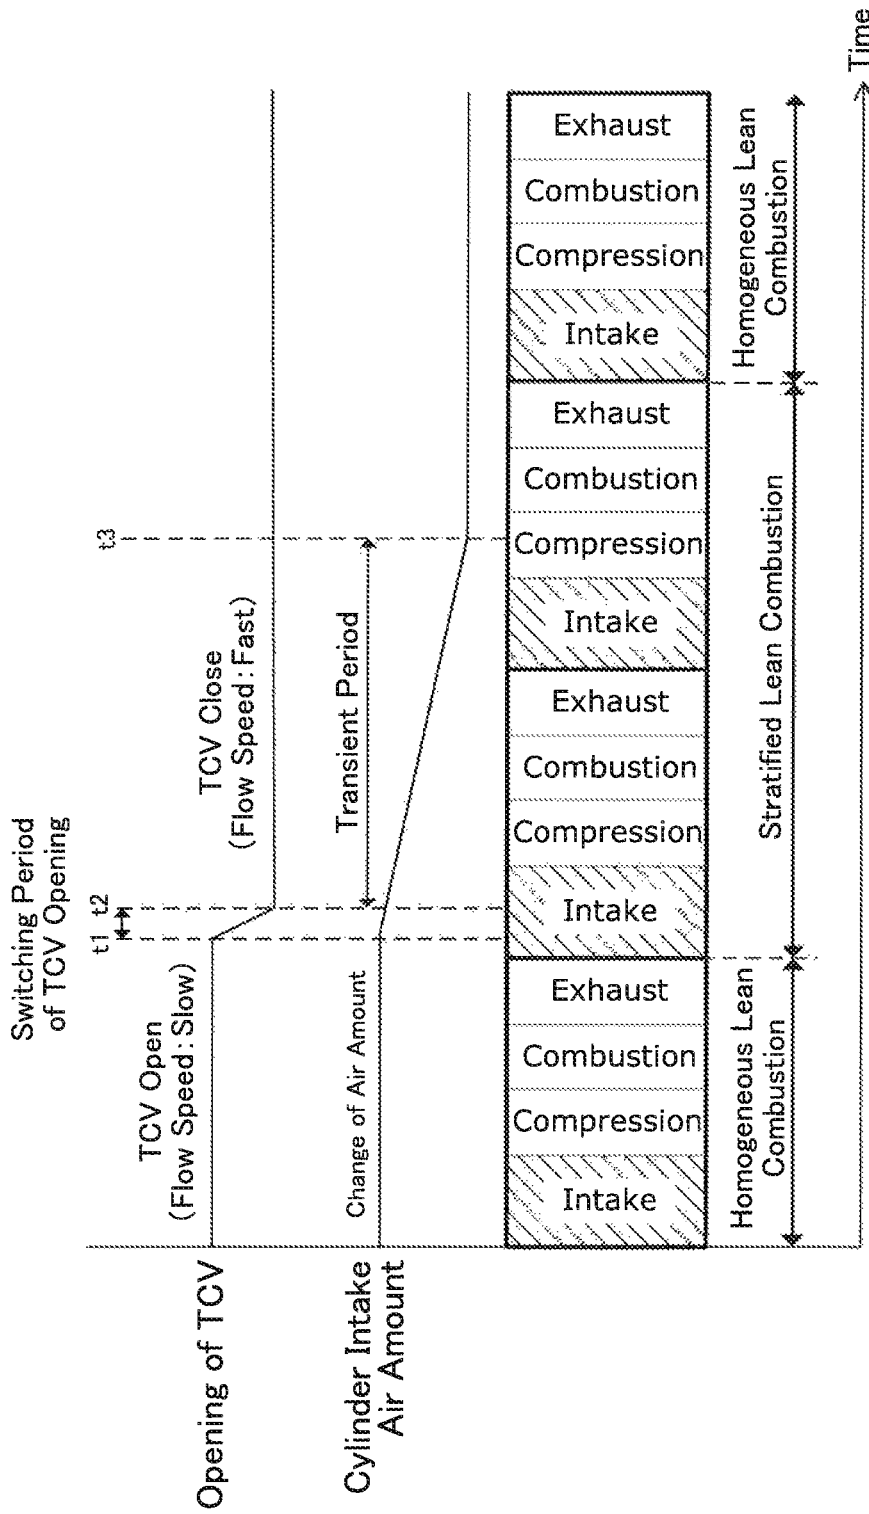 Switching Period
of TCV Opening
t1
t2
t3
TCV Open
(Flow Speed:Slow)
TCV Close
(Flow Speed:Fast)
Opening of TCV
Transient Period
Change of Air Amount
Cylinder Intake
Air Amount
Intake
Compression
Combustion
Exhaust
Intake
Compression
Combustion
Exhaust
Intake
Compression
Combustion
Exhaust
Intake
Compression
Combustion
Exhaust
Homogeneous Lean
Combustion
Stratified Lean Combustion
Homogeneous Lean
Combustion
Time